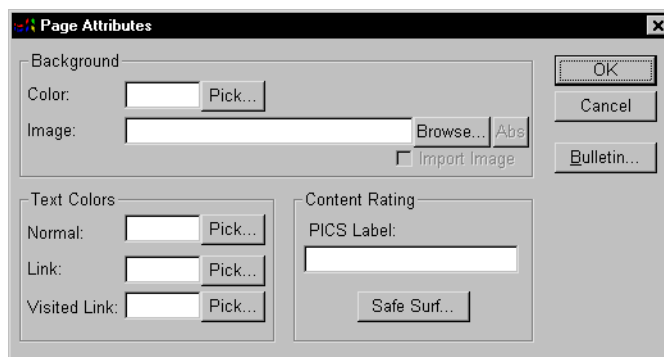 Page Attributes
Background
OK
Color: Pick...
Cancel
Image: Browse... Abs
Import Image
Bulletin...
Text Colors
Content Rating
Normal: Pick...
PICS Label:
Link: Pick...
Visited Link: Pick...
Safe Surf...